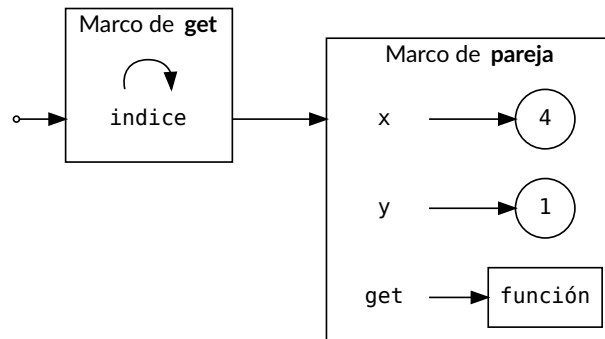 Marco de get
indice
Marco de pareja
x
4
y
1
get
función